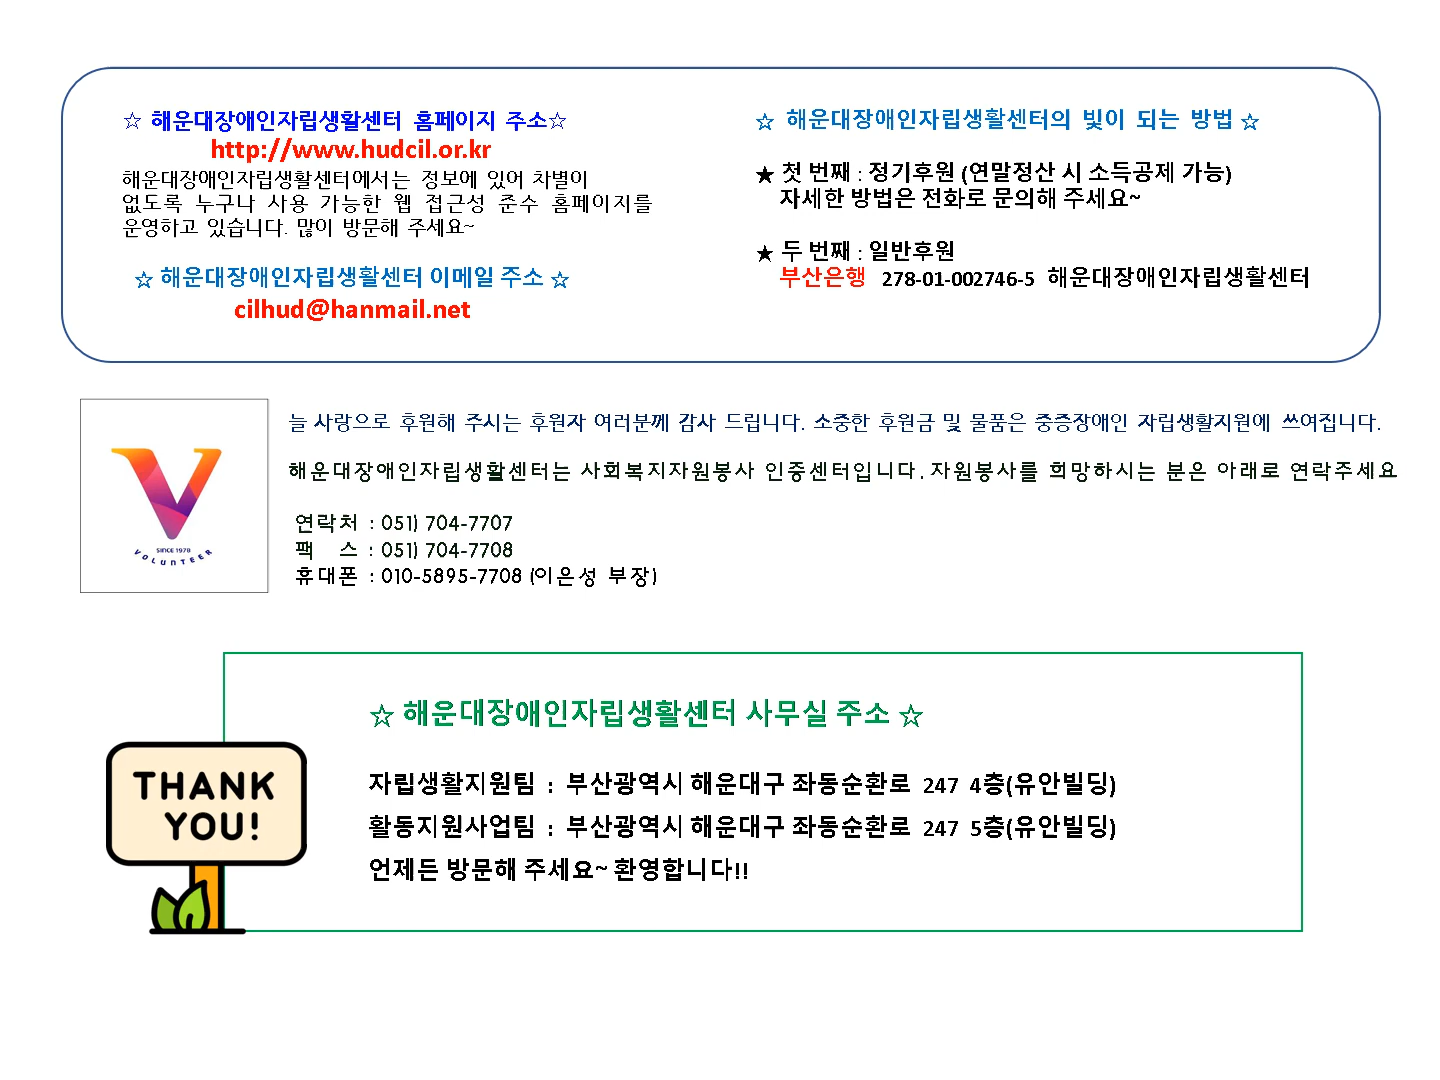 ☆ 해운대장애인자립생활센터 홈페이지 주소☆
http://www.hudcil.or.kr
해운대장애인자립생활센터에서는 정보에 있어 차별이
없도록 누구나 사용 가능한 웹 접근성 준수 홈페이지를
운영하고 있습니다. 많이 방문해 주세요~
☆ 해운대장애인자립생활센터 이메일 주소 ☆
cilhud@hanmail.net
☆ 해운대장애인자립생활센터의 빛이 되는 방법 ☆
★ 첫 번째 : 정기후원 (연말정산 시 소득공제 가능)
자세한 방법은 전화로 문의해 주세요~
★ 두 번째 : 일반후원
부산은행 278-01-002746-5 해운대장애인자립생활센터
SINCE 1978
VOLUNTEER
늘 사랑으로 후원해 주시는 후원자 여러분께 감사 드립니다. 소중한 후원금 및 물품은 중증장애인 자립생활지원에 쓰여집니다.
해운대장애인자립생활센터는 사회복지자원봉사 인증센터입니다. 자원봉사를 희망하시는 분은 아래로 연락주세요
연락처 : 051) 704-7707
팩 스 : 051) 704-7708
휴대폰 : 010-5895-7708 (이은성 부장)
THANK
YOU!
☆ 해운대장애인자립생활센터 사무실 주소 ☆
자립생활지원팀 : 부산광역시 해운대구 좌동순환로 247 4층(유안빌딩)
활동지원사업팀 : 부산광역시 해운대구 좌동순환로 247 5층(유안빌딩)
언제든 방문해 주세요~ 환영합니다!!